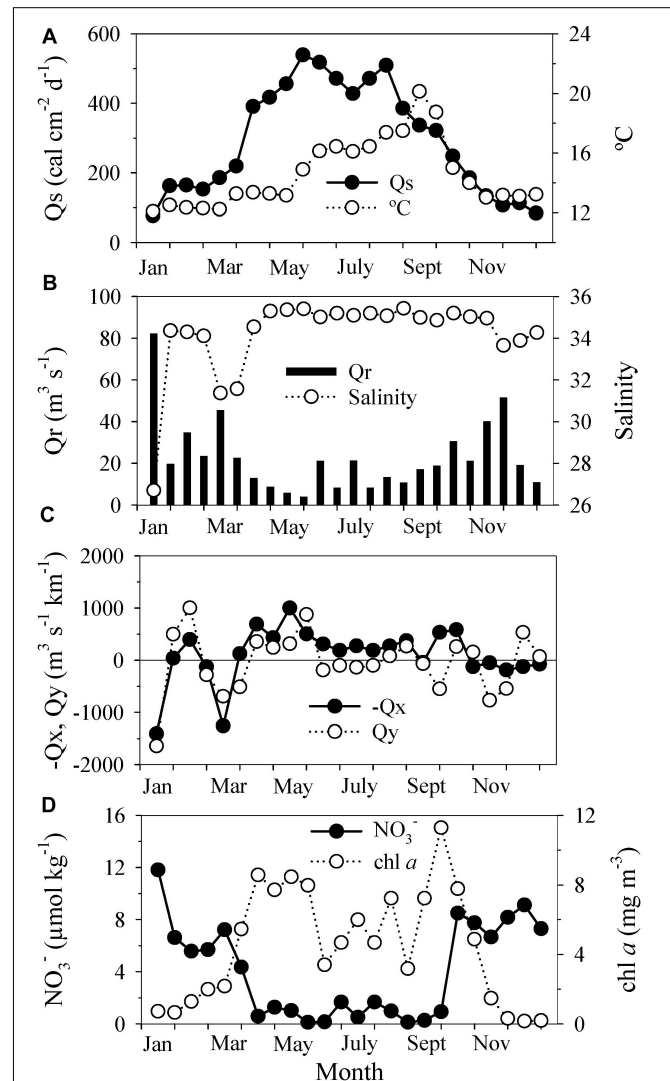 A
600
400
200
0
Qs (cal cm⁻² d⁻¹)
24
20
16
12
ºC
Qs
ºC
Jan Mar May July Sept Nov
B
100
80
60
40
20
0
Qr (m³ s⁻¹)
36
34
32
30
28
26
Salinity
Qr
Salinity
Jan Mar May July Sept Nov
C
2000
1000
0
-1000
-2000
-Qx, Qy (m³ s⁻¹ km⁻¹)
-Qx
Qy
Jan Mar May July Sept Nov
D
16
12
8
4
0
NO₃⁻ (µmol kg⁻¹)
12
8
4
0
chl a (mg m⁻³)
NO₃⁻
chl a
Jan Mar May July Sept Nov
Month